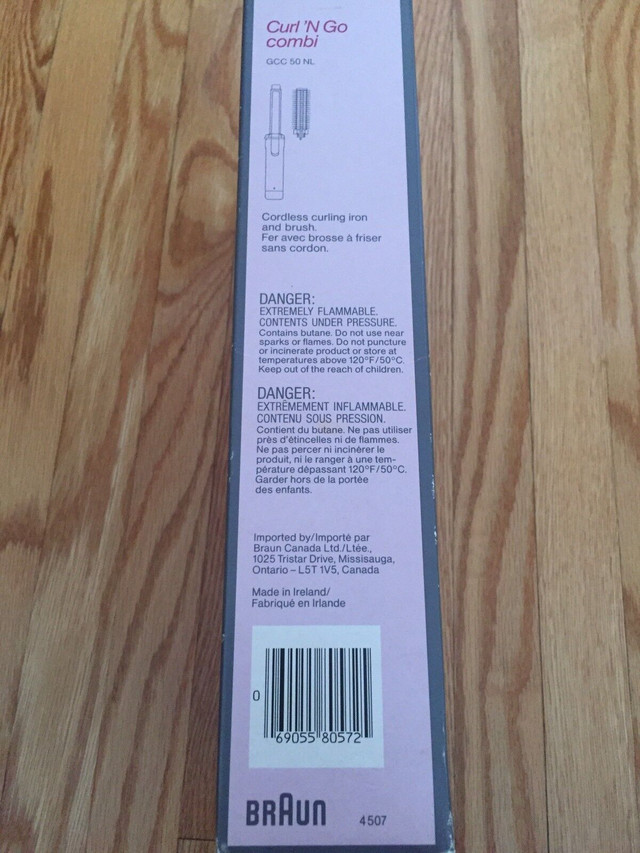 Curl 'N Go
combi
GCC 50 NL
Cordless curling iron
and brush.
Fer avec brosse à friser
sans cordon.
DANGER:
EXTREMELY FLAMMABLE.
CONTENTS UNDER PRESSURE.
Contains butane. Do not use near
sparks or flames. Do not puncture
or incinerate product or store at
temperatures above 120°F/50°C.
Keep out of the reach of children.
DANGER:
EXTRÊMEMENT INFLAMMABLE.
CONTENU SOUS PRESSION.
Contient du butane. Ne pas utiliser
près d'étincelles ni de flammes.
Ne pas percer ni incinérer le
produit, ni le ranger à une tem-
pérature dépassant 120°F/50°C.
Garder hors de la portée
des enfants.
Imported by/Importé par
Braun Canada Ltd./Ltée.,
1025 Tristar Drive, Missisauga,
Ontario – L5T 1V5, Canada
Made in Ireland/
Fabriqué en Irlande
0 69055 80572
BRAUN 4507